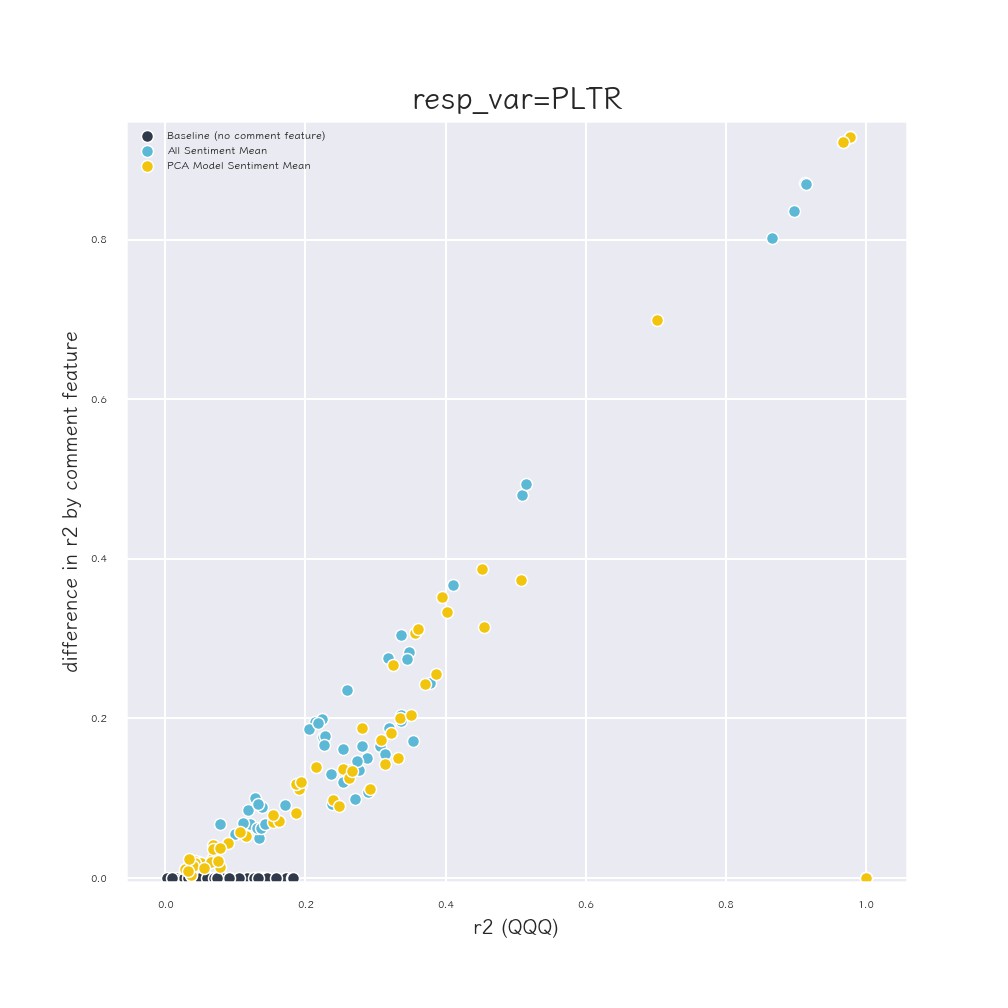 resp_var=PLTR
Baseline (no comment feature)
All Sentiment Mean
PCA Model Sentiment Mean
difference in r2 by comment feature
0.8
0.6
0.4
0.2
0.0
0.0 0.2 0.4 0.6 0.8 1.0
r2 (QQQ)